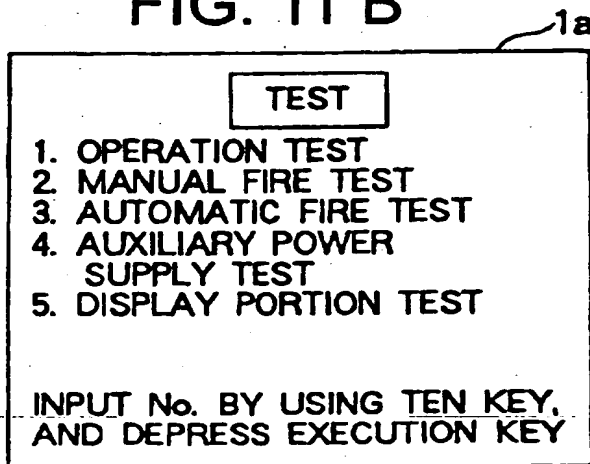 FIG. 11 B
1a
TEST
1. OPERATION TEST
2. MANUAL FIRE TEST
3. AUTOMATIC FIRE TEST
4. AUXILIARY POWER
SUPPLY TEST
5. DISPLAY PORTION TEST
INPUT No. BY USING TEN KEY,
AND DEPRESS EXECUTION KEY